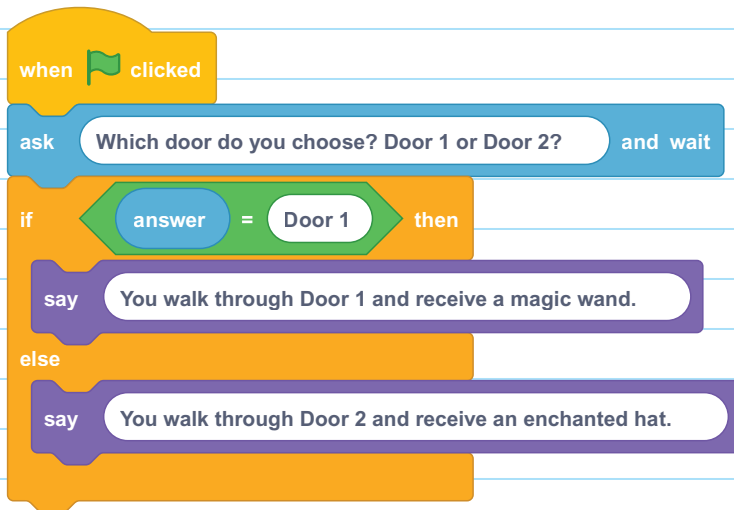 when clicked
ask Which door do you choose? Door 1 or Door 2? and wait
if answer = Door 1 then
say You walk through Door 1 and receive a magic wand.
else
say You walk through Door 2 and receive an enchanted hat.